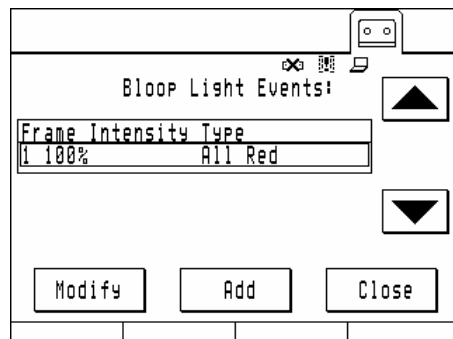 Bloop Light Events:
Frame Intensity Type
1 100% All Red
Modify Add Close